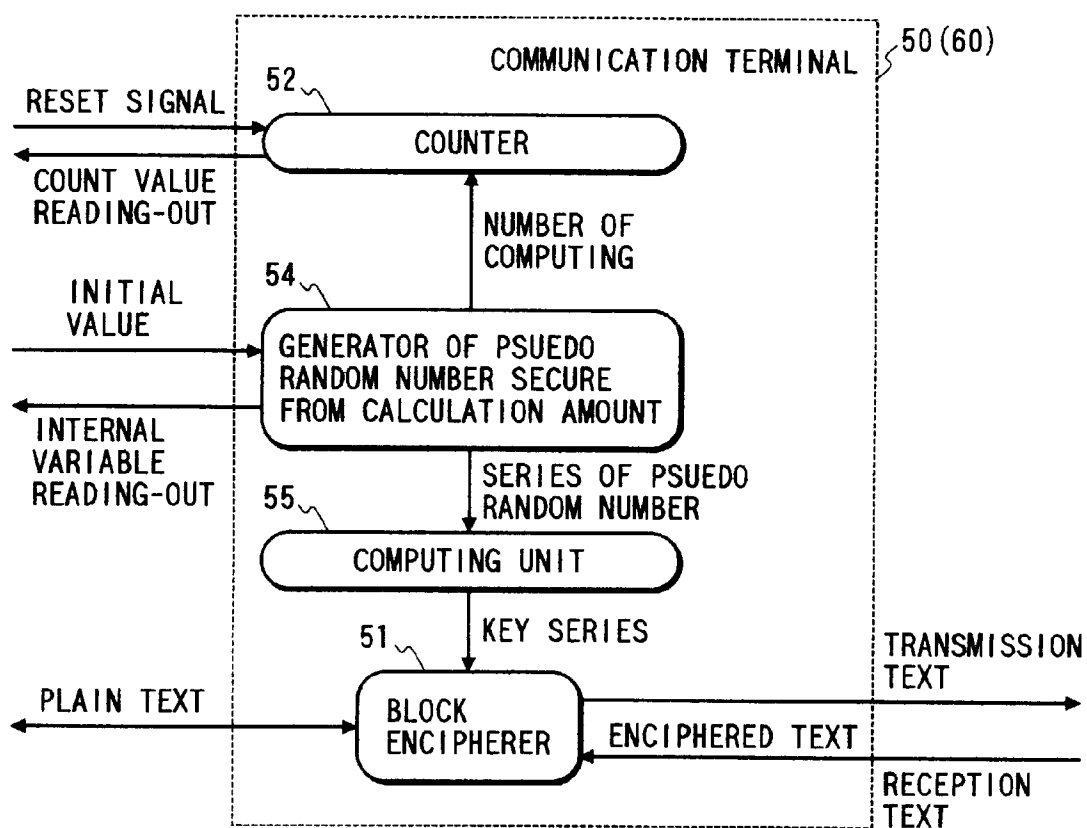 50(60)
COMMUNICATION TERMINAL
52
RESET SIGNAL
COUNTER
COUNT VALUE
READING-OUT
NUMBER OF
COMPUTING
54
INITIAL
VALUE
GENERATOR OF PSUEDO
RANDOM NUMBER SECURE
FROM CALCULATION AMOUNT
INTERNAL
VARIABLE
READING-OUT
SERIES OF PSUEDO
RANDOM NUMBER
55
COMPUTING UNIT
KEY SERIES
51
TRANSMISSION
TEXT
PLAIN TEXT
BLOCK
ENCIPHERER
ENCIPHERED TEXT
RECEPTION
TEXT